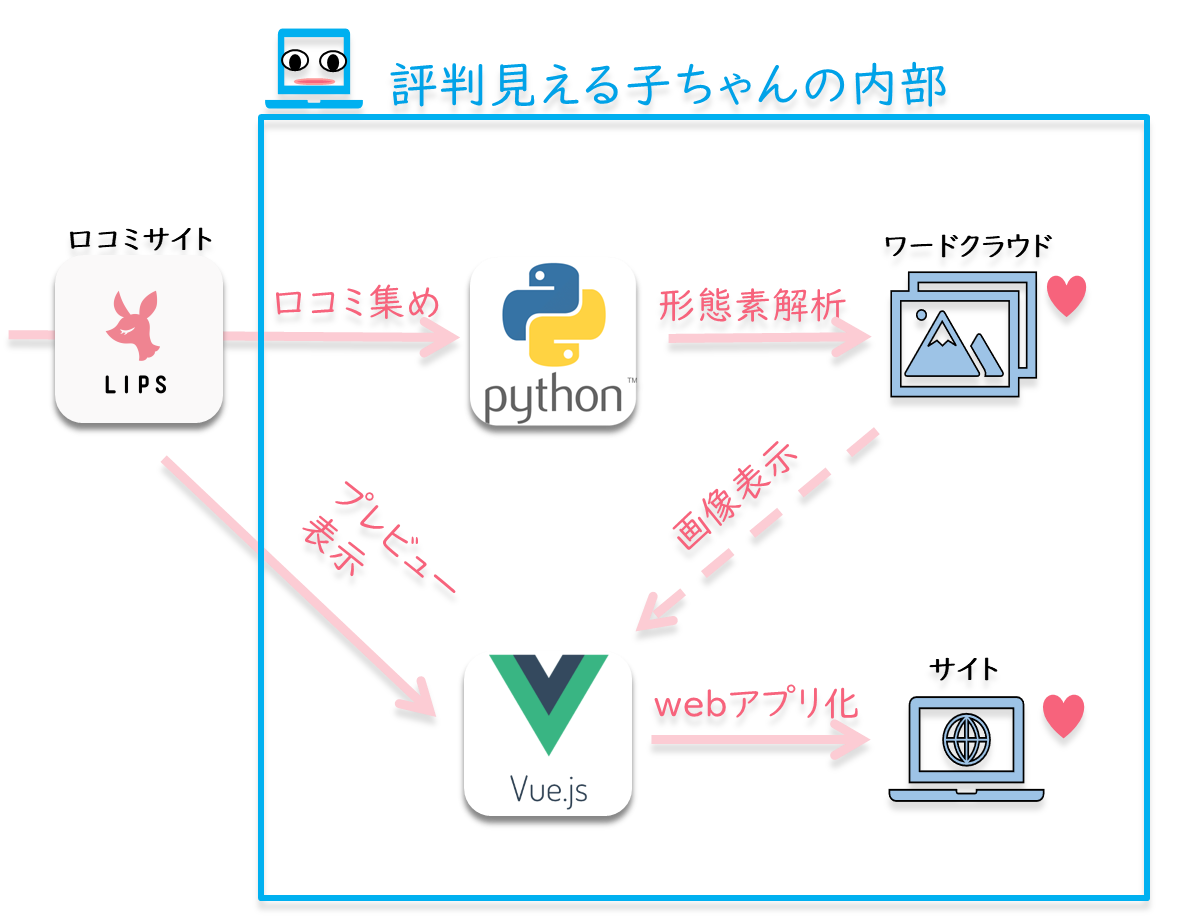 評判見える子ちゃんの内部
口コミサイト
LIPS
口コミ集め
python™
形態素解析
ワードクラウド
プレビュー
表示
画像表示
Vue.js
webアプリ化
サイト